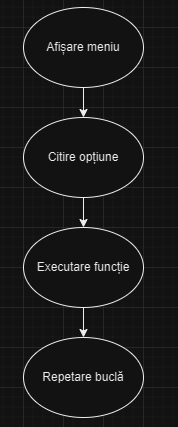 Afișare meniu
Citire opțiune
Executare funcție
Repetare buclă